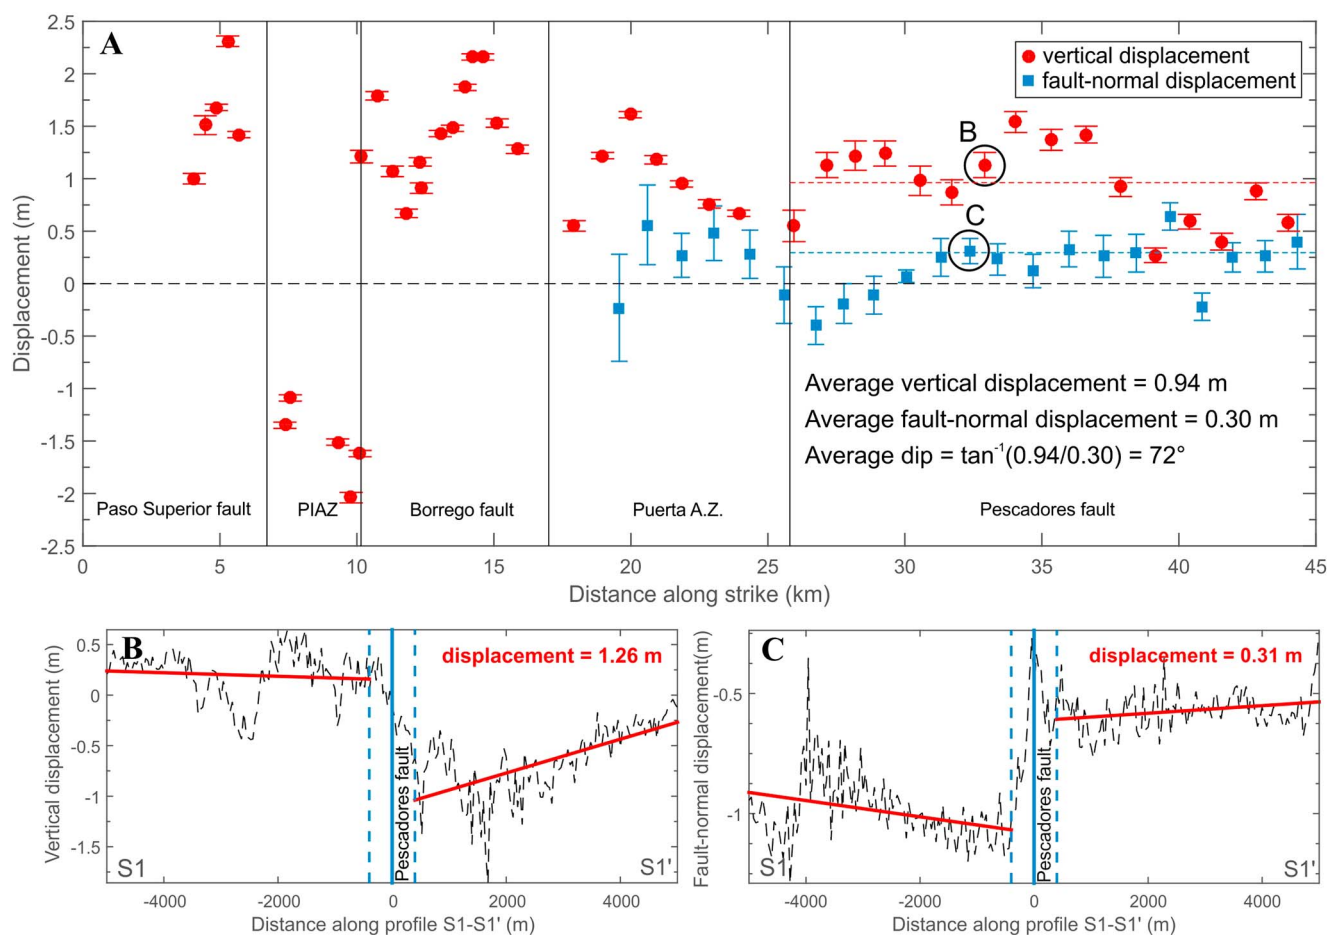 A
2.5
2
1.5
1
0.5
0
-0.5
-1
-1.5
-2
-2.5
Displacement (m)
vertical displacement
fault-normal displacement
B
C
Average vertical displacement = 0.94 m
Average fault-normal displacement = 0.30 m
Average dip = tan⁻¹(0.94/0.30) = 72°
Paso Superior fault
PIAZ
Borrego fault
Puerta A.Z.
Pescadores fault
0 5 10 15 20 25 30 35 40 45
Distance along strike (km)
B
displacement = 1.26 m
0.5
0
-0.5
-1
-1.5
Vertical displacement (m)
Pescadores fault
S1
S1'
-4000 -2000 0 2000 4000
Distance along profile S1-S1' (m)
C
displacement = 0.31 m
-0.5
-1
Fault-normal displacement(m)
Pescadores fault
S1
S1'
-4000 -2000 0 2000 4000
Distance along profile S1-S1' (m)